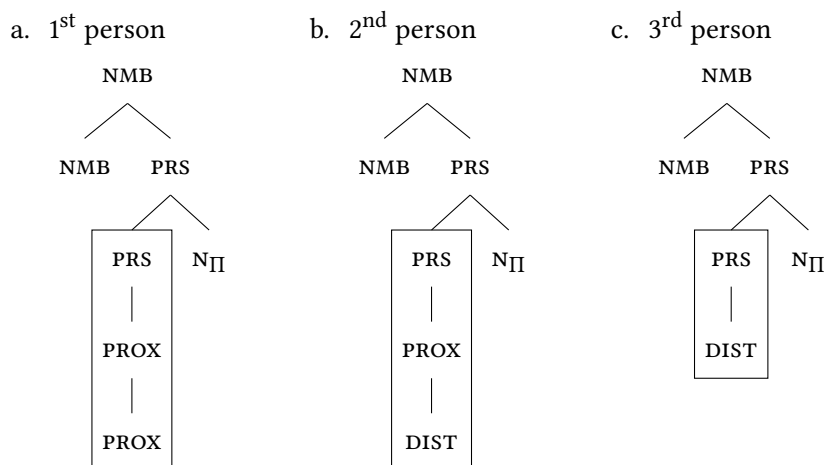 a. 1st person b. 2nd person c. 3rd person
NMB NMB NMB
NMB PRS NMB PRS NMB PRS
PRS NΠ PRS NΠ PRS NΠ
PROX PROX DIST
PROX DIST